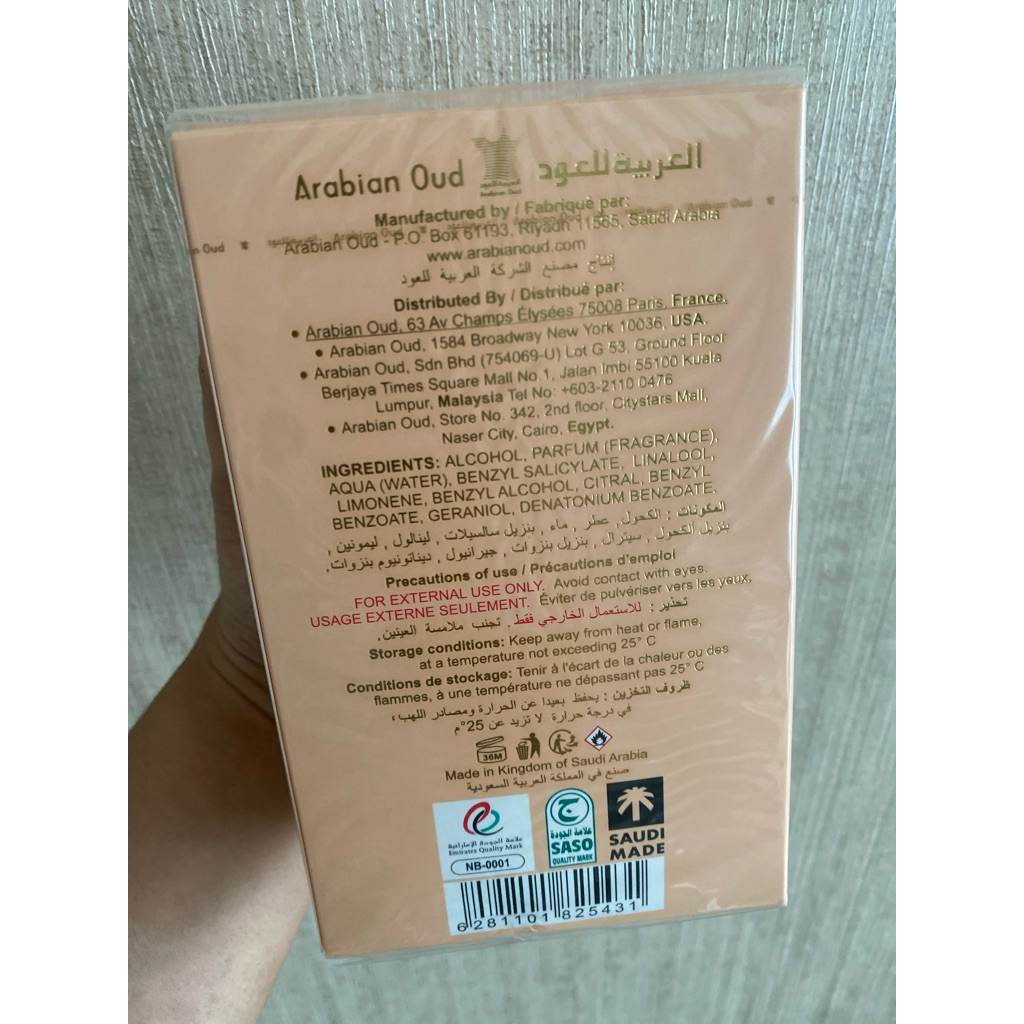 Arabian Oud العربية للعود
العربية للعود
Arabian Oud
Manufactured by / Fabriqué par:
Arabian Oud - P.O. Box 61193, Riyadh 11565, Saudi Arabia
www.arabianoud.com
إنتاج مصنع الشركة العربية للعود
Distributed By / Distribué par:
• Arabian Oud, 63 Av Champs Élysées 75008 Paris, France.
• Arabian Oud, 1584 Broadway New York 10036, USA.
• Arabian Oud, Sdn Bhd (754069-U) Lot G 53, Ground Floor
Berjaya Times Square Mall No.1, Jalan Imbi 55100 Kuala
Lumpur, Malaysia Tel No: +603-2110 0476
• Arabian Oud, Store No. 342, 2nd floor, Citystars Mall,
Naser City, Cairo, Egypt.
INGREDIENTS: ALCOHOL, PARFUM (FRAGRANCE),
AQUA (WATER), BENZYL SALICYLATE, LINALOOL,
LIMONENE, BENZYL ALCOHOL, CITRAL, BENZYL
BENZOATE, GERANIOL, DENATONIUM BENZOATE.
المكونات : الكحول, عطر , ماء , بنزيل سالسيلات , لينالول , ليمونين ,
بنزيل الكحول , سيترال , بنزيل بنزوات , جيرانيول , ديناتونيوم بنزوات.
Precautions of use / Précautions d'emploi
FOR EXTERNAL USE ONLY. Avoid contact with eyes.
USAGE EXTERNE SEULEMENT. Éviter de pulvériser vers les yeux,
تحذير : للاستعمال الخارجي فقط . تجنب ملامسة العينين.
Storage conditions: Keep away from heat or flame,
at a temperature not exceeding 25° C
Conditions de stockage: Tenir à l'écart de la chaleur ou des
flammes, à une température ne dépassant pas 25° C
ظروف التخزين : يحفظ بعيدا عن الحرارة ومصادر اللهب،
في درجة حرارة لا تزيد عن 25°م
36M
Made in Kingdom of Saudi Arabia
صنع في المملكة العربية السعودية
علامة الجودة الإماراتية
Emirates Quality Mark
NB-0001
علامة الجودة
SASO
QUALITY MARK
SAUDI
MADE
6 281101 825431